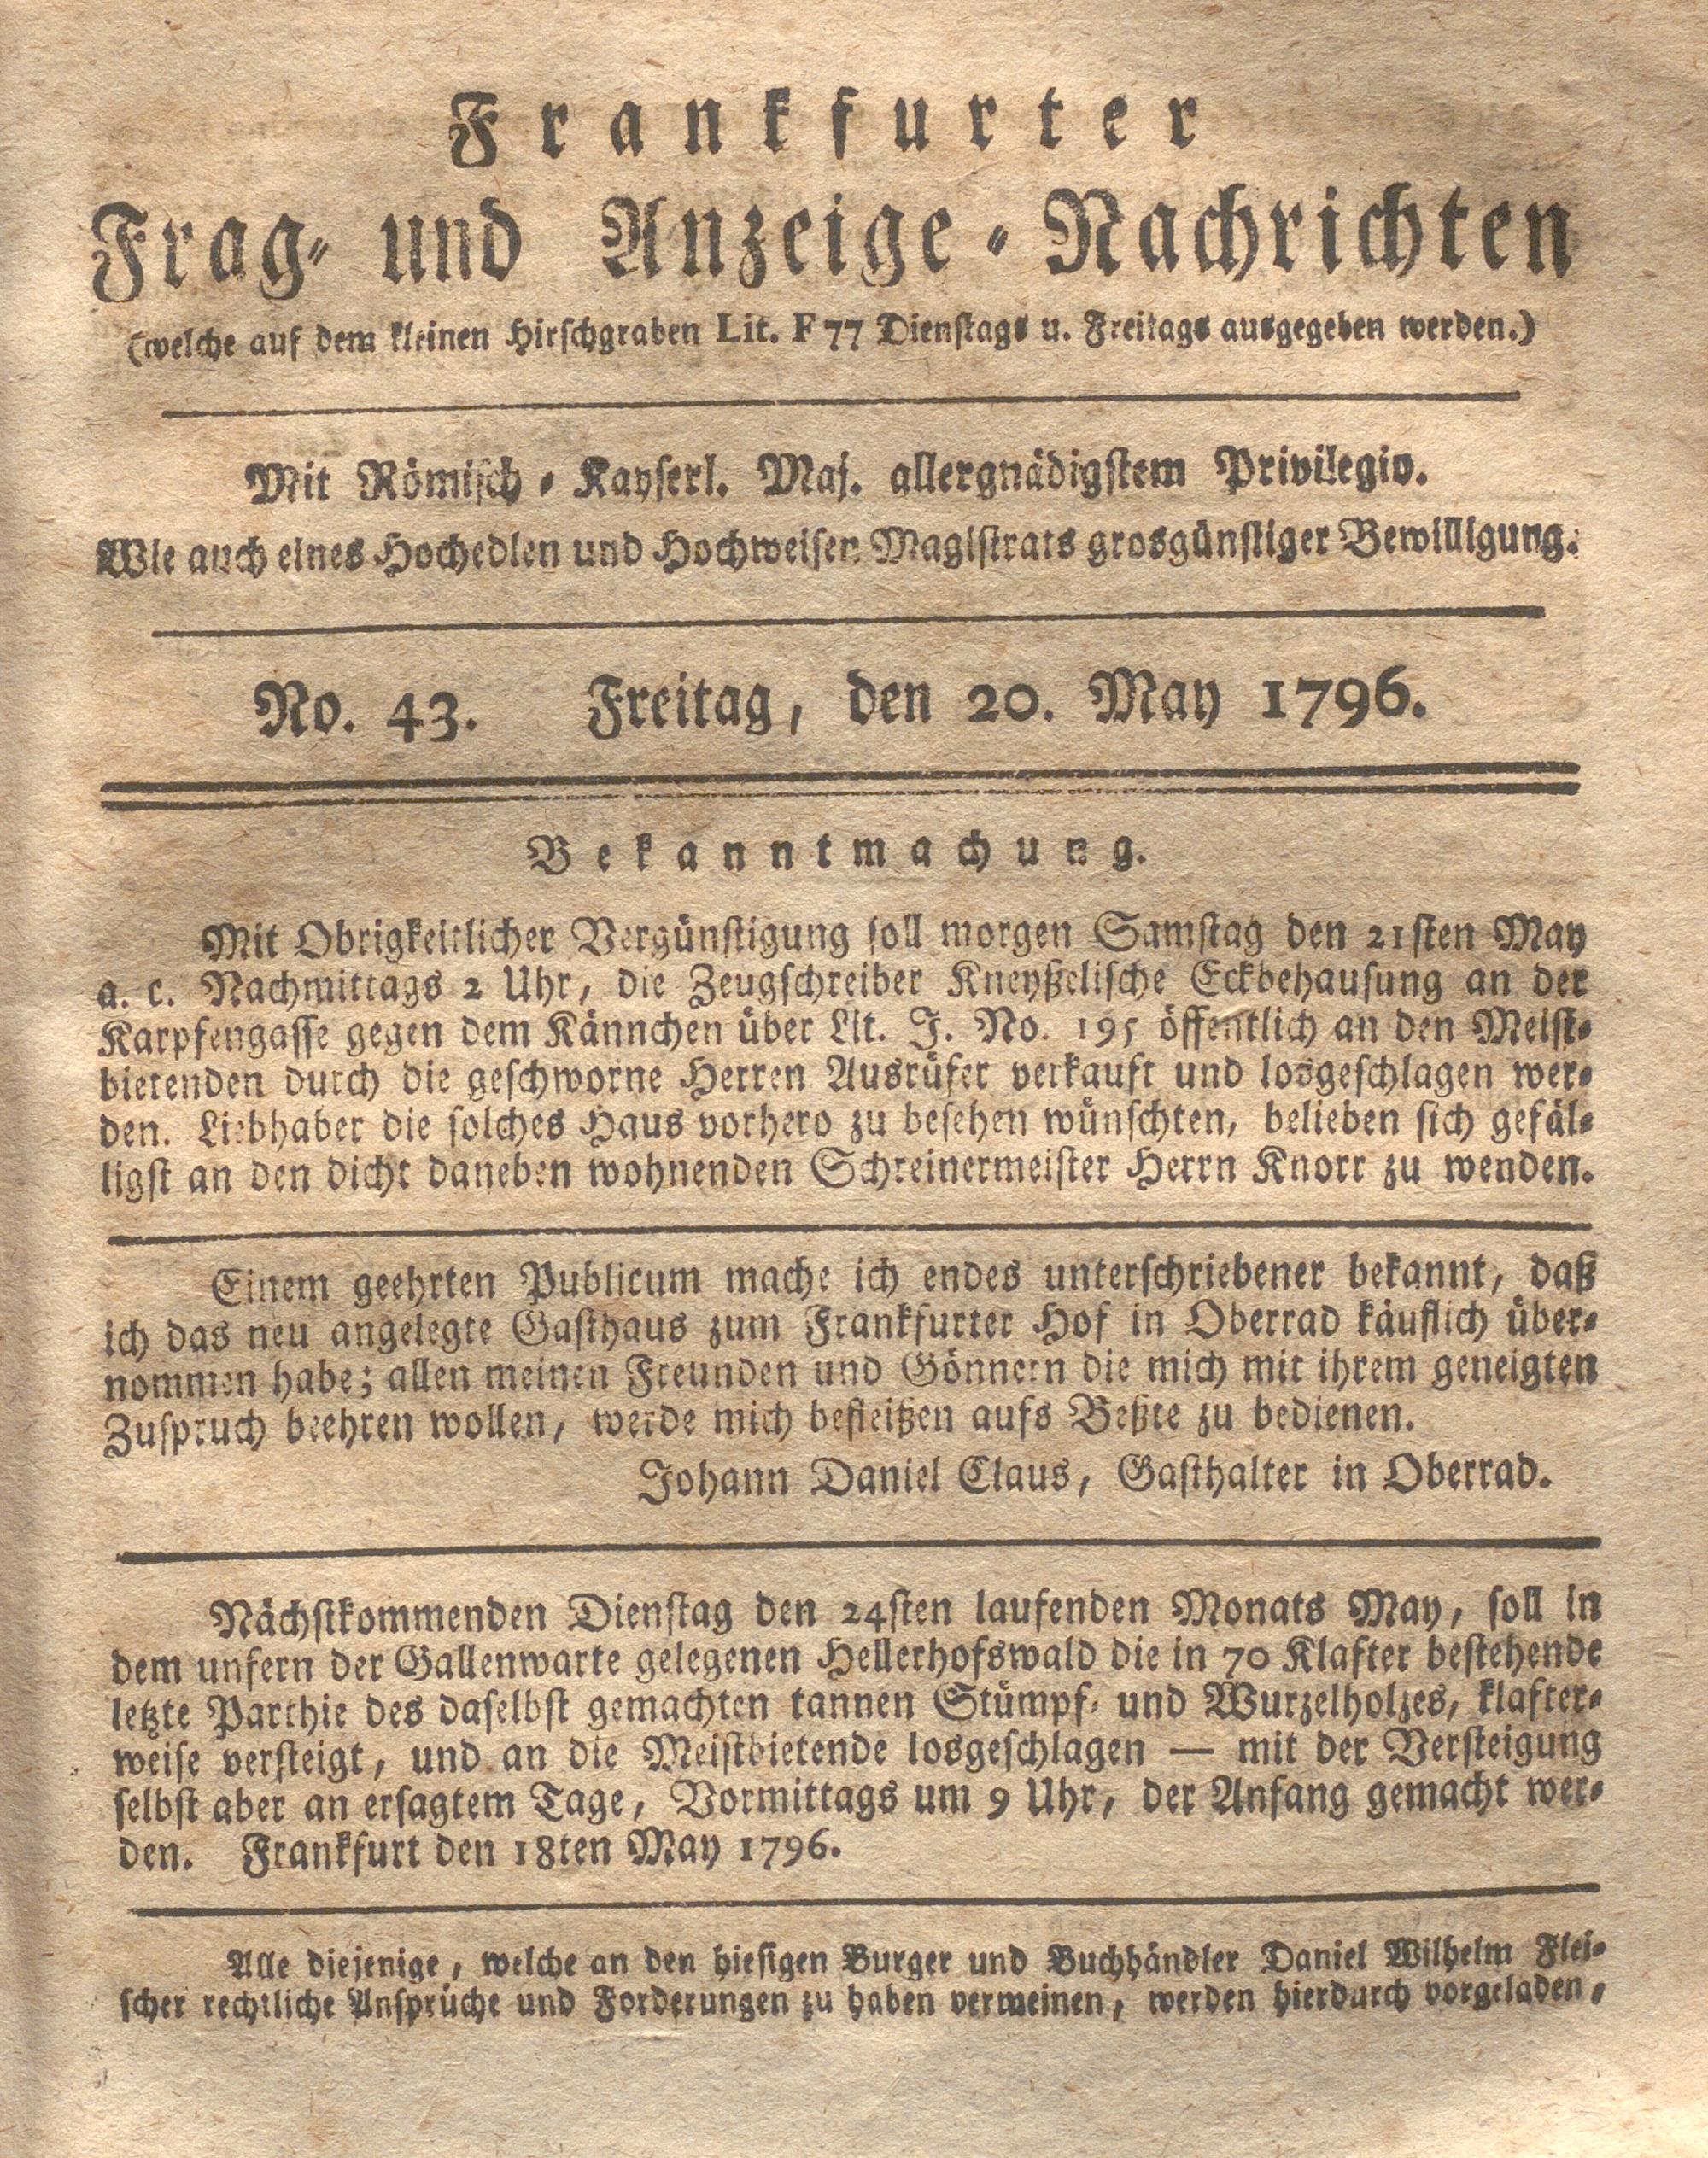 Frankfurter
Frag- und Anzeige-Nachrichten
(welche auf dem kleinen Hirschgraben Lit. F 77 Dienstags u. Freitags ausgegeben werden.)
Mit Römisch-Kayserl. Maj. allergnädigstem Privilegio.
Wie auch eines Hochedlen und Hochweisen Magistrats grosgünstiger Bewilligung.
No. 43. Freitag, den 20. May 1796.
Bekanntmachung.
Mit Obrigkeitlicher Vergünstigung soll morgen Samstag den 21sten May
a. c. Nachmittags 2 Uhr, die Zeugschreiber Kneyßelische Eckbehausung an der
Karpfengasse gegen dem Kännchen über Lit. J. No. 195 öffentlich an den Meist-
bietenden durch die geschworne Herren Ausrüfer verkauft und losgeschlagen wer-
den. Liebhaber die solches Haus vorhero zu besehen wünschten, belieben sich gefäl-
ligst an den dicht daneben wohnenden Schreinermeister Herrn Knorr zu wenden.
Einem geehrten Publicum mache ich endes unterschriebener bekannt, daß
ich das neu angelegte Gasthaus zum Frankfurter Hof in Oberrad käuflich über-
nommen habe; allen meinen Freunden und Gönnern die mich mit ihrem geneigten
Zuspruch beehren wollen, werde mich befleitzen aufs Beßte zu bedienen.
Johann Daniel Claus, Gasthalter in Oberrad.
Nächstkommenden Dienstag den 24sten laufenden Monats May, soll in
dem unfern der Gallenwarte gelegenen Hellerhofswald die in 70 Klafter bestehende
letzte Parthie des daselbst gemachten tannen Stümpf- und Wurzelholzes, klafter-
weise versteigt, und an die Meistbietende losgeschlagen — mit der Versteigung
selbst aber an ersagtem Tage, Vormittags um 9 Uhr, der Anfang gemacht wer-
den. Frankfurt den 18ten May 1796.
Alle diejenige, welche an den hiesigen Burger und Buchhändler Daniel Wilhelm Flei-
scher rechtliche Ansprüche und Forderungen zu haben vermeinen, werden hierdurch vorgeladen,